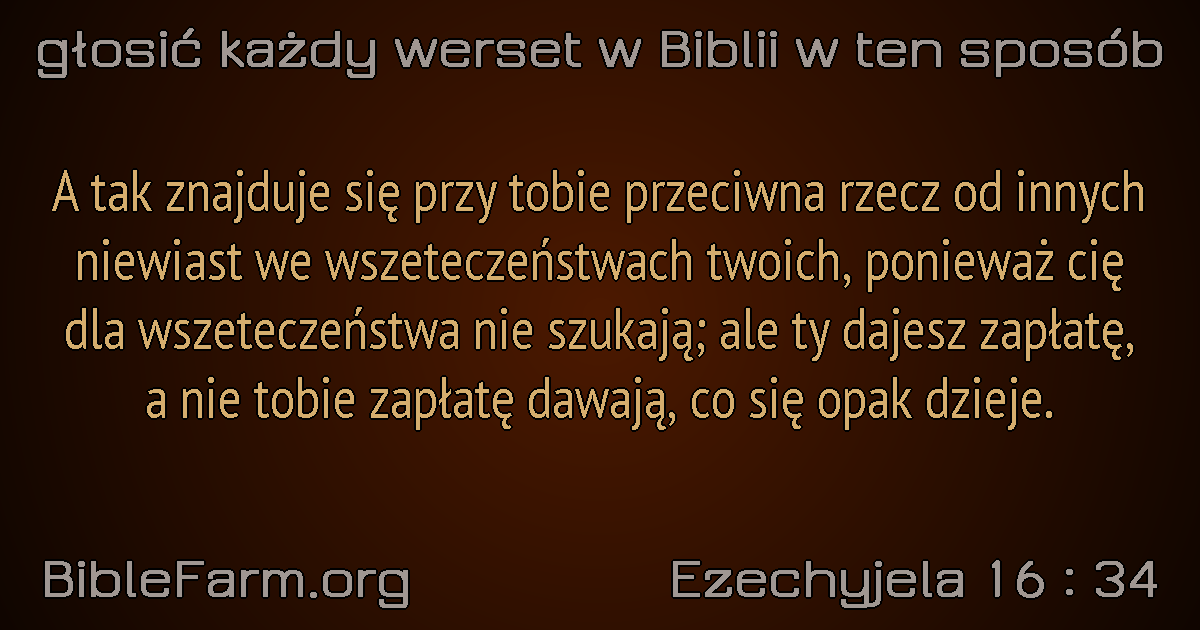 głosić każdy werset w Biblii w ten sposób
A tak znajduje się przy tobie przeciwna rzecz od innych
niewiast we wszeteczeństwach twoich, ponieważ cię
dla wszeteczeństwa nie szukają; ale ty dajesz zapłatę,
a nie tobie zapłatę dawają, co się opak dzieje.
BibleFarm.org
Ezechyjela 16 : 34